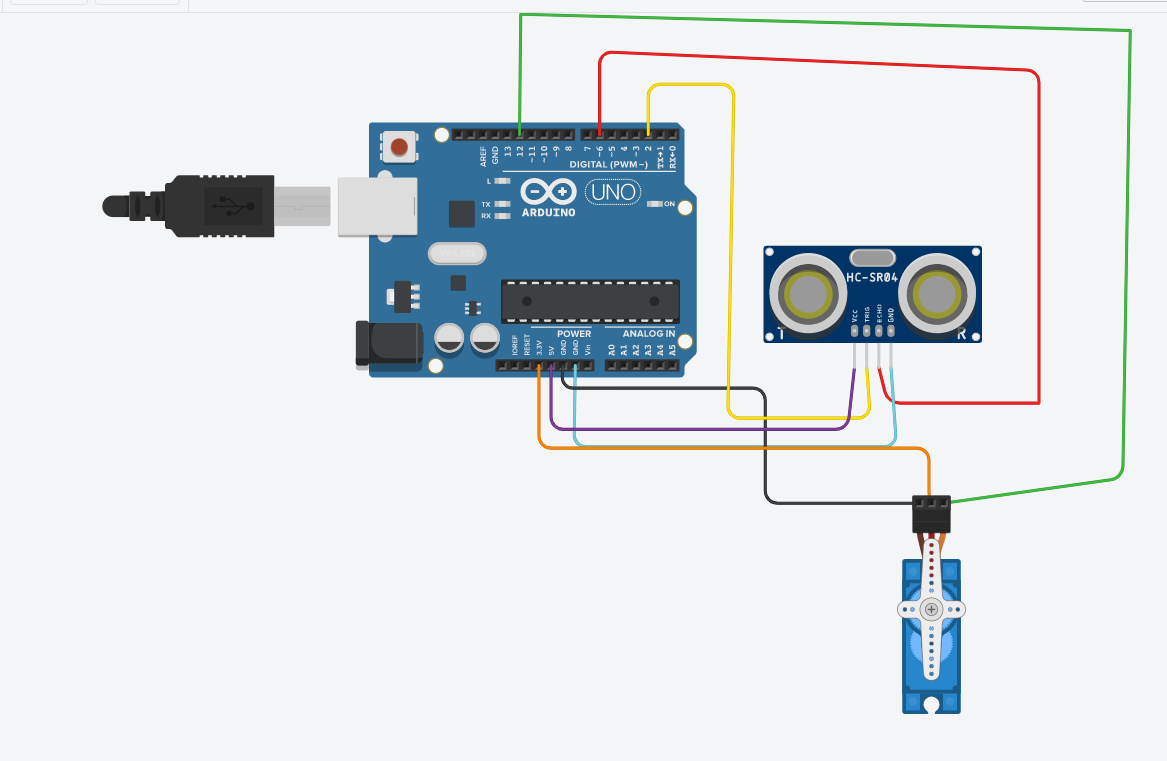 AREF
GND
13
12
~11
~10
~9
8
7
~6
~5
4
~3
2
TX→1
RX←0
DIGITAL (PWM~)
L
TX
RX
UNO
ON
ARDUINO
HC-SR04
VCC
TRIG
ECHO
GND
T
R
POWER
ANALOG IN
IOREF
RESET
3.3V
5V
GND
GND
Vin
A0
A1
A2
A3
A4
A5